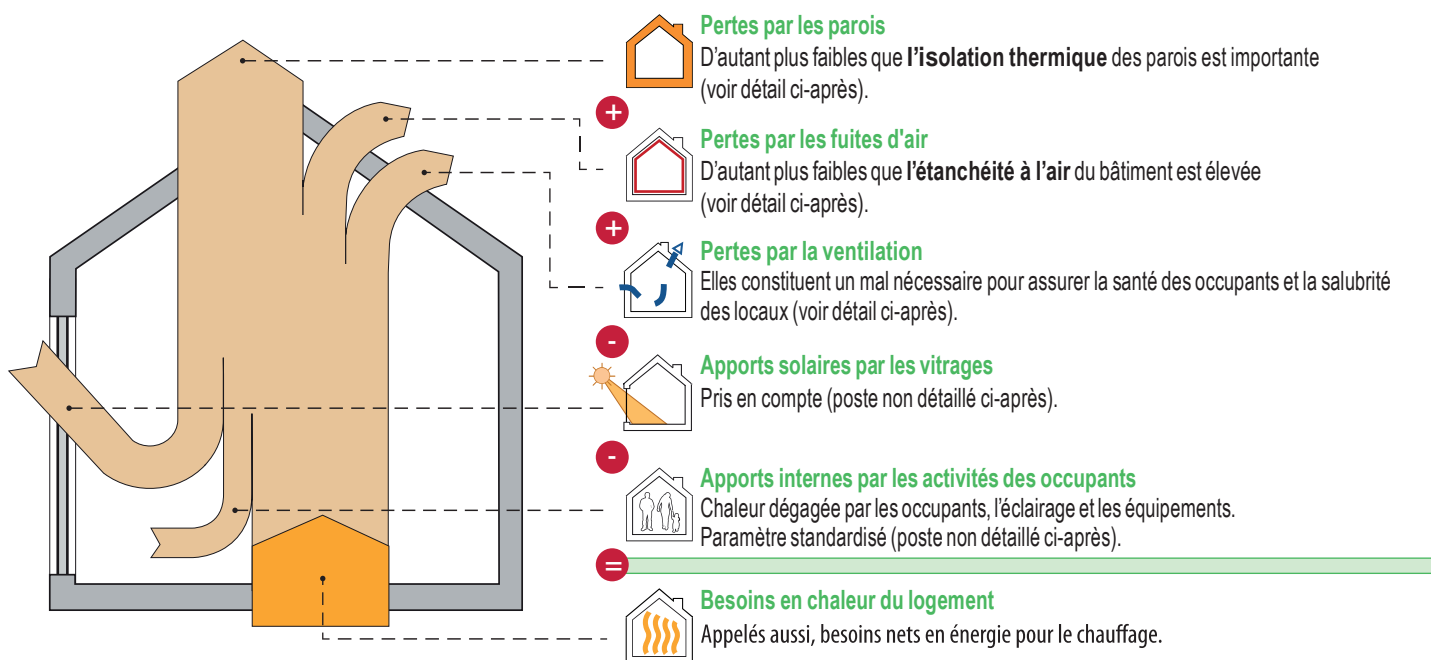 Pertes par les parois
D'autant plus faibles que l'isolation thermique des parois est importante
(voir détail ci-après).
+
Pertes par les fuites d'air
D'autant plus faibles que l'étanchéité à l'air du bâtiment est élevée
(voir détail ci-après).
+
Pertes par la ventilation
Elles constituent un mal nécessaire pour assurer la santé des occupants et la salubrité
des locaux (voir détail ci-après).
-
Apports solaires par les vitrages
Pris en compte (poste non détaillé ci-après).
-
Apports internes par les activités des occupants
Chaleur dégagée par les occupants, l'éclairage et les équipements.
Paramètre standardisé (poste non détaillé ci-après).
=
Besoins en chaleur du logement
Appelés aussi, besoins nets en énergie pour le chauffage.